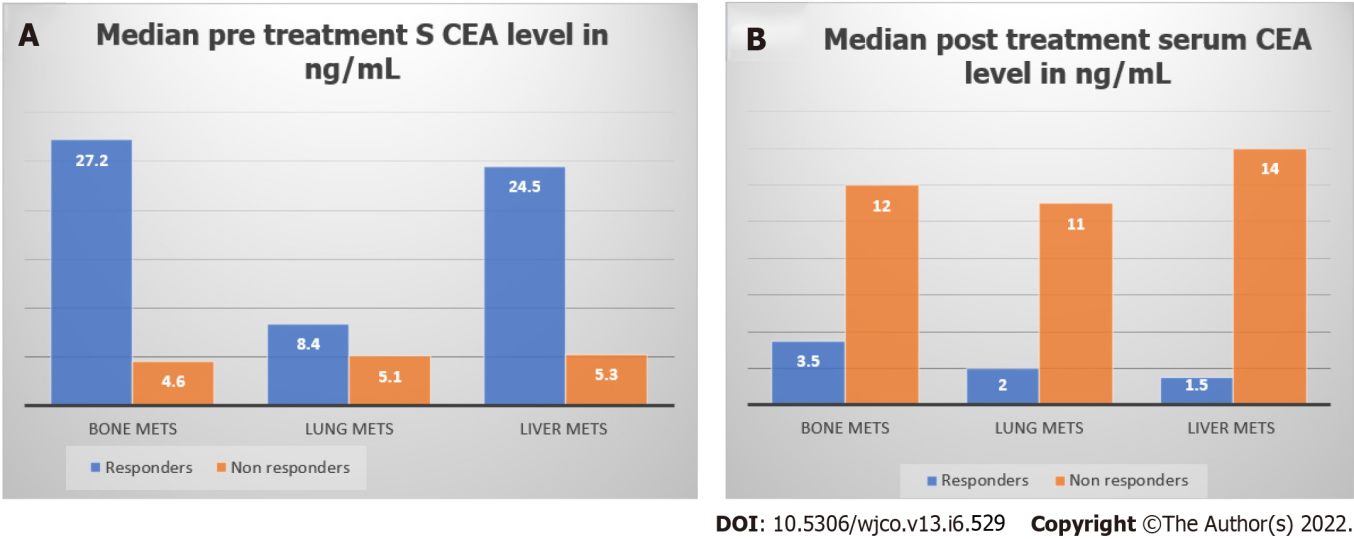 A
Median pre treatment S CEA level in
ng/mL
27.2
4.6
8.4
5.1
24.5
5.3
BONE METS
LUNG METS
LIVER METS
Responders
Non responders
B
Median post treatment serum CEA
level in ng/mL
3.5
12
2
11
1.5
14
BONE METS
LUNG METS
LIVER METS
Responders
Non responders
DOI: 10.5306/wjco.v13.i6.529 Copyright ©The Author(s) 2022.